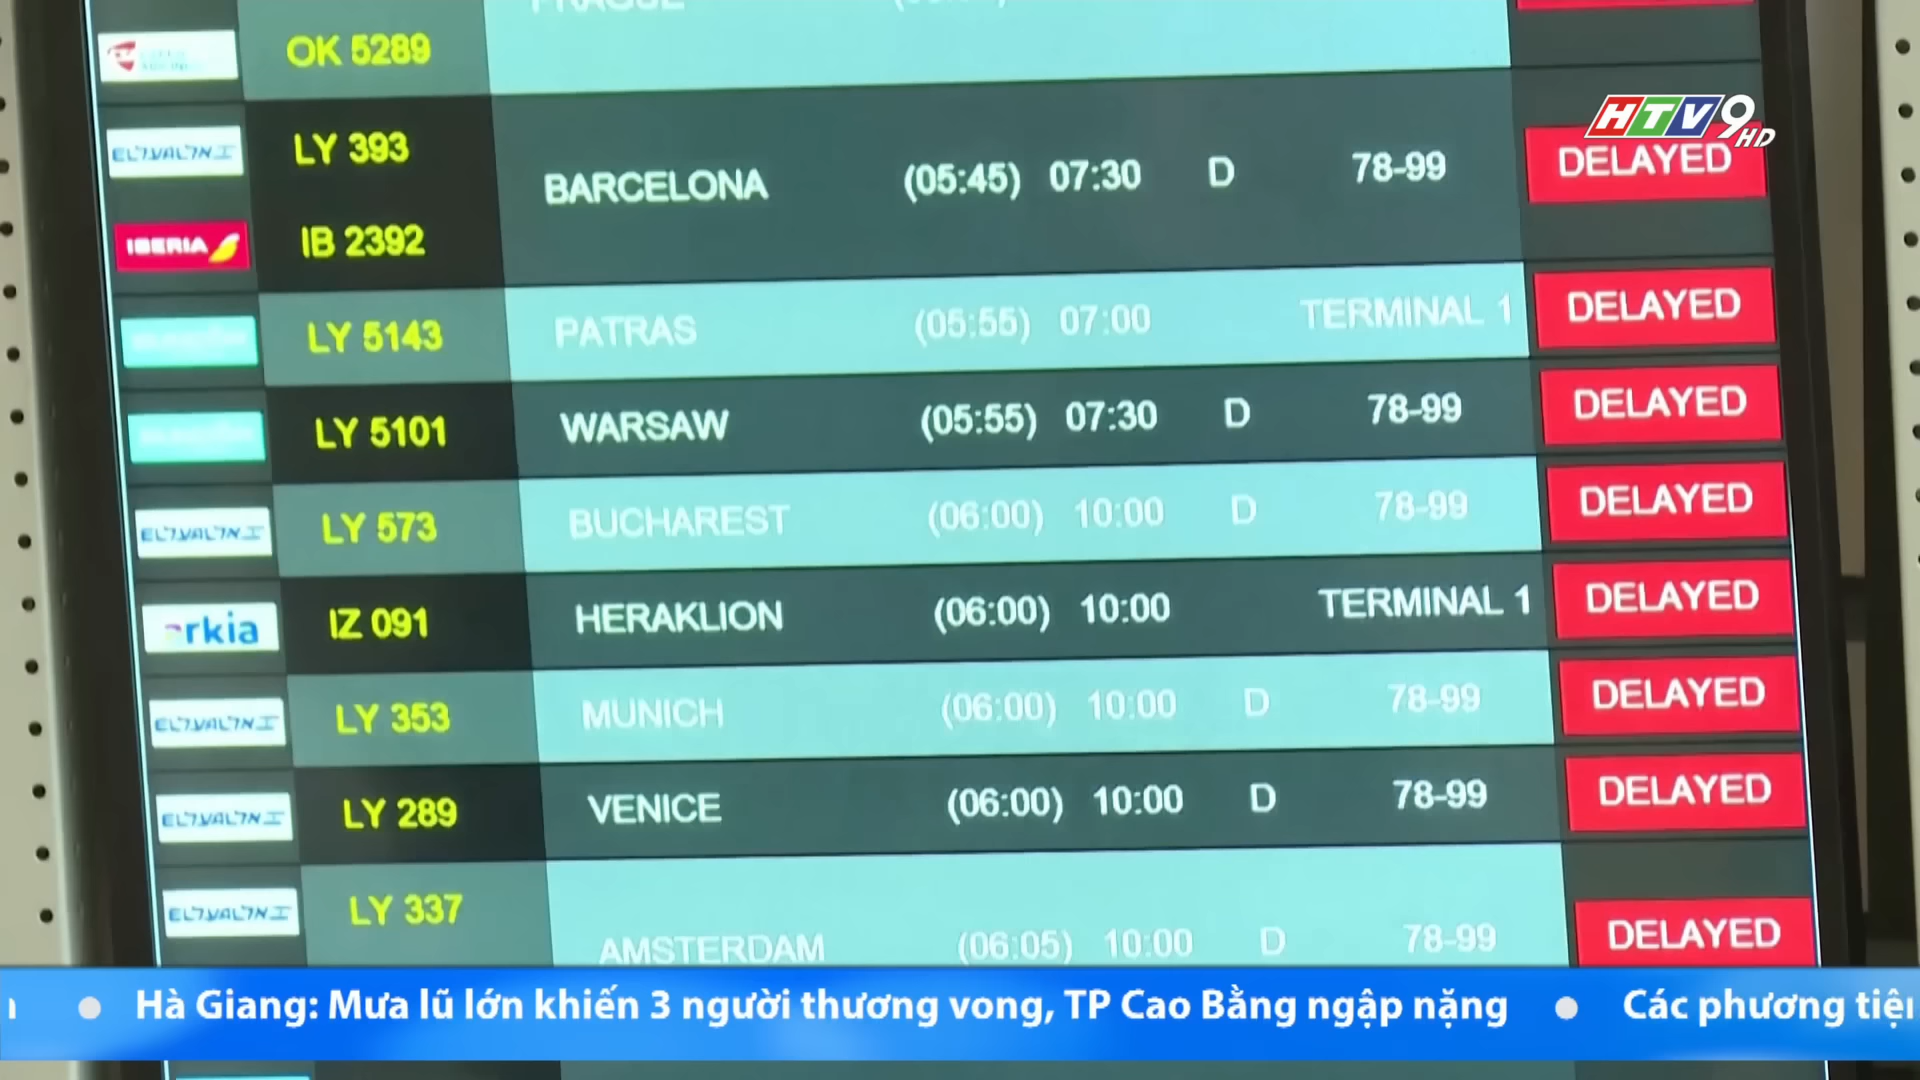 PRAGUE
OK 5289
HTV9 HD
LY 393
BARCELONA (05:45) 07:30 D 78-99 DELAYED
IBERIA IB 2392
LY 5143 PATRAS (05:55) 07:00 TERMINAL 1 DELAYED
LY 5101 WARSAW (05:55) 07:30 D 78-99 DELAYED
LY 573 BUCHAREST (06:00) 10:00 D 78-99 DELAYED
arkia IZ 091 HERAKLION (06:00) 10:00 TERMINAL 1 DELAYED
LY 353 MUNICH (06:00) 10:00 D 78-99 DELAYED
LY 289 VENICE (06:00) 10:00 D 78-99 DELAYED
LY 337
AMSTERDAM (06:05) 10:00 D 78-99 DELAYED
Hà Giang: Mưa lũ lớn khiến 3 người thương vong, TP Cao Bằng ngập nặng Các phương